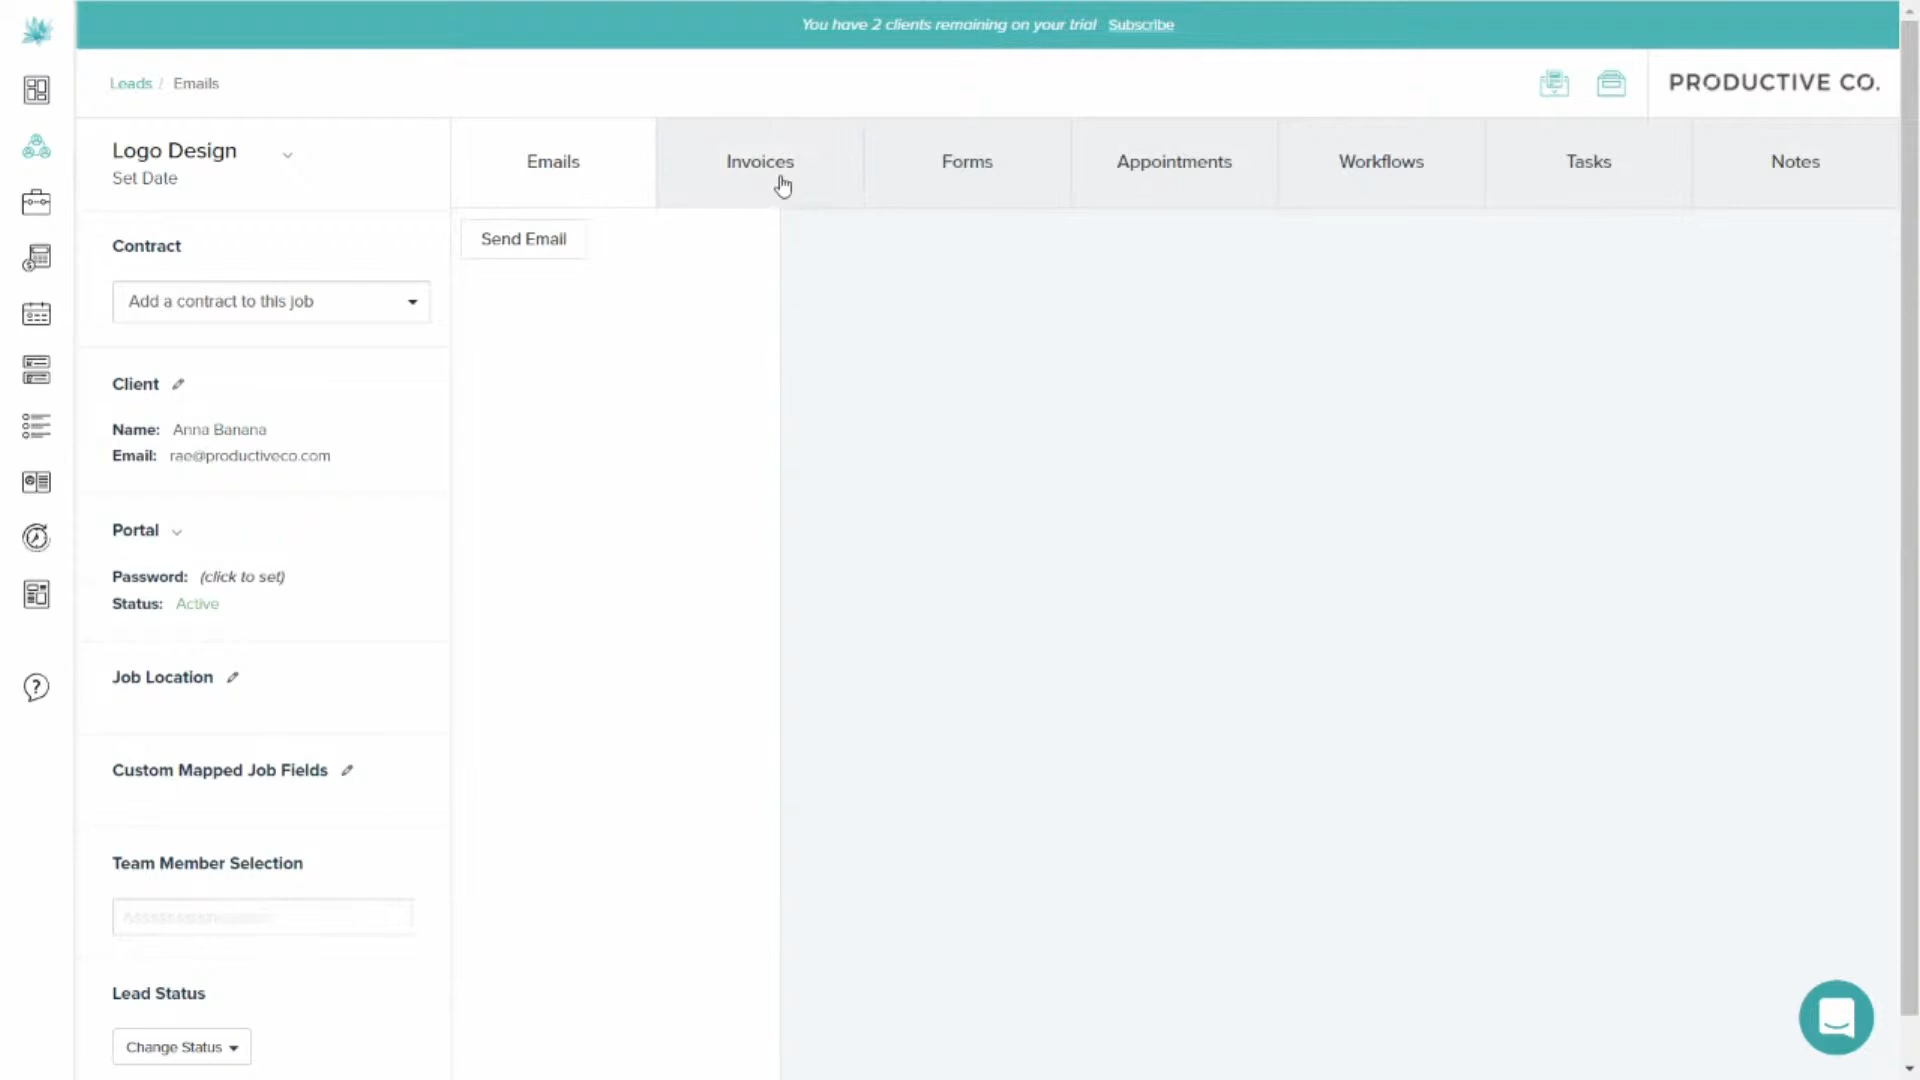 You have 2 clients remaining on your trial Subscribe
Leads / Emails
PRODUCTIVE CO.
Logo Design
Set Date
Emails
Invoices
Forms
Appointments
Workflows
Tasks
Notes
Send Email
Contract
Add a contract to this job
Client
Name: Anna Banana
Email: rae@productiveco.com
Portal
Password: (click to set)
Status: Active
Job Location
?
Custom Mapped Job Fields
Team Member Selection
Lead Status
Change Status